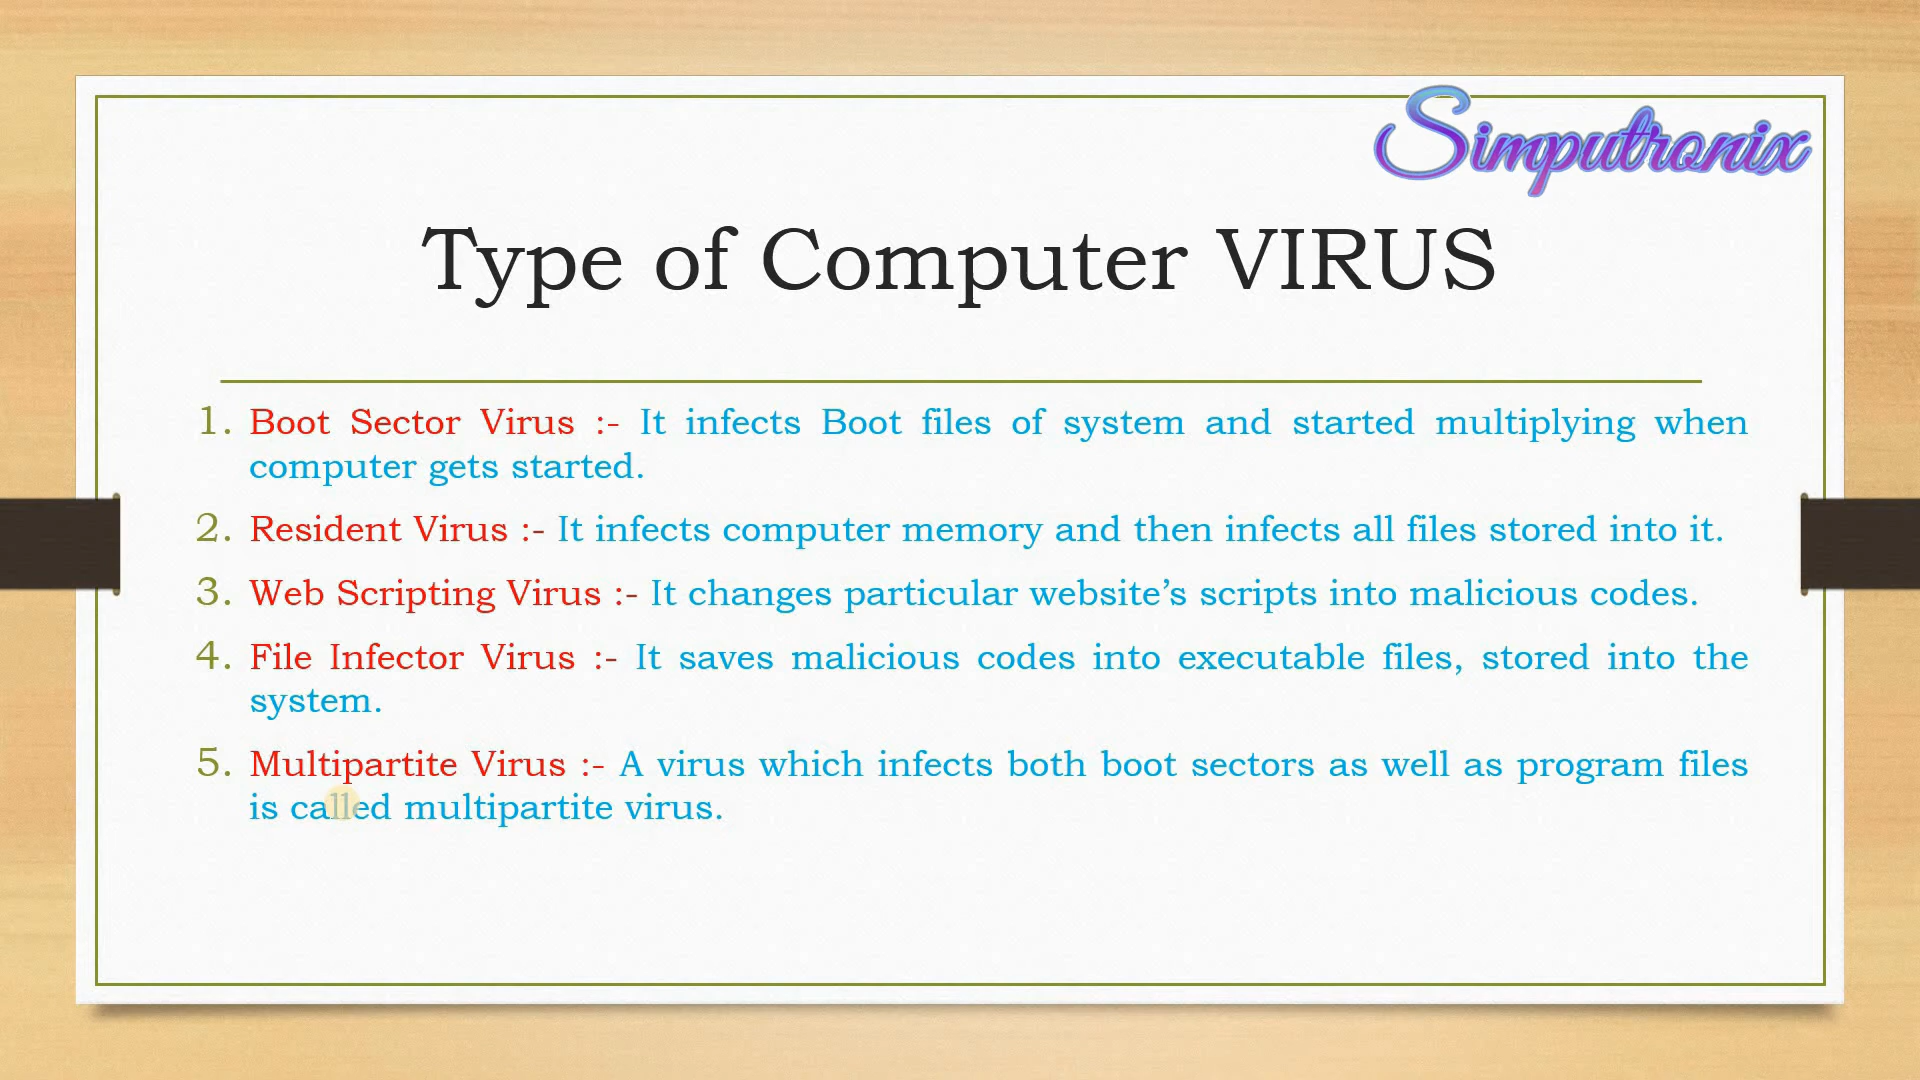 Simputronix
Type of Computer VIRUS
1. Boot Sector Virus :- It infects Boot files of system and started multiplying when
computer gets started.
2. Resident Virus :- It infects computer memory and then infects all files stored into it.
3. Web Scripting Virus :- It changes particular website’s scripts into malicious codes.
4. File Infector Virus :- It saves malicious codes into executable files, stored into the
system.
5. Multipartite Virus :- A virus which infects both boot sectors as well as program files
is called multipartite virus.